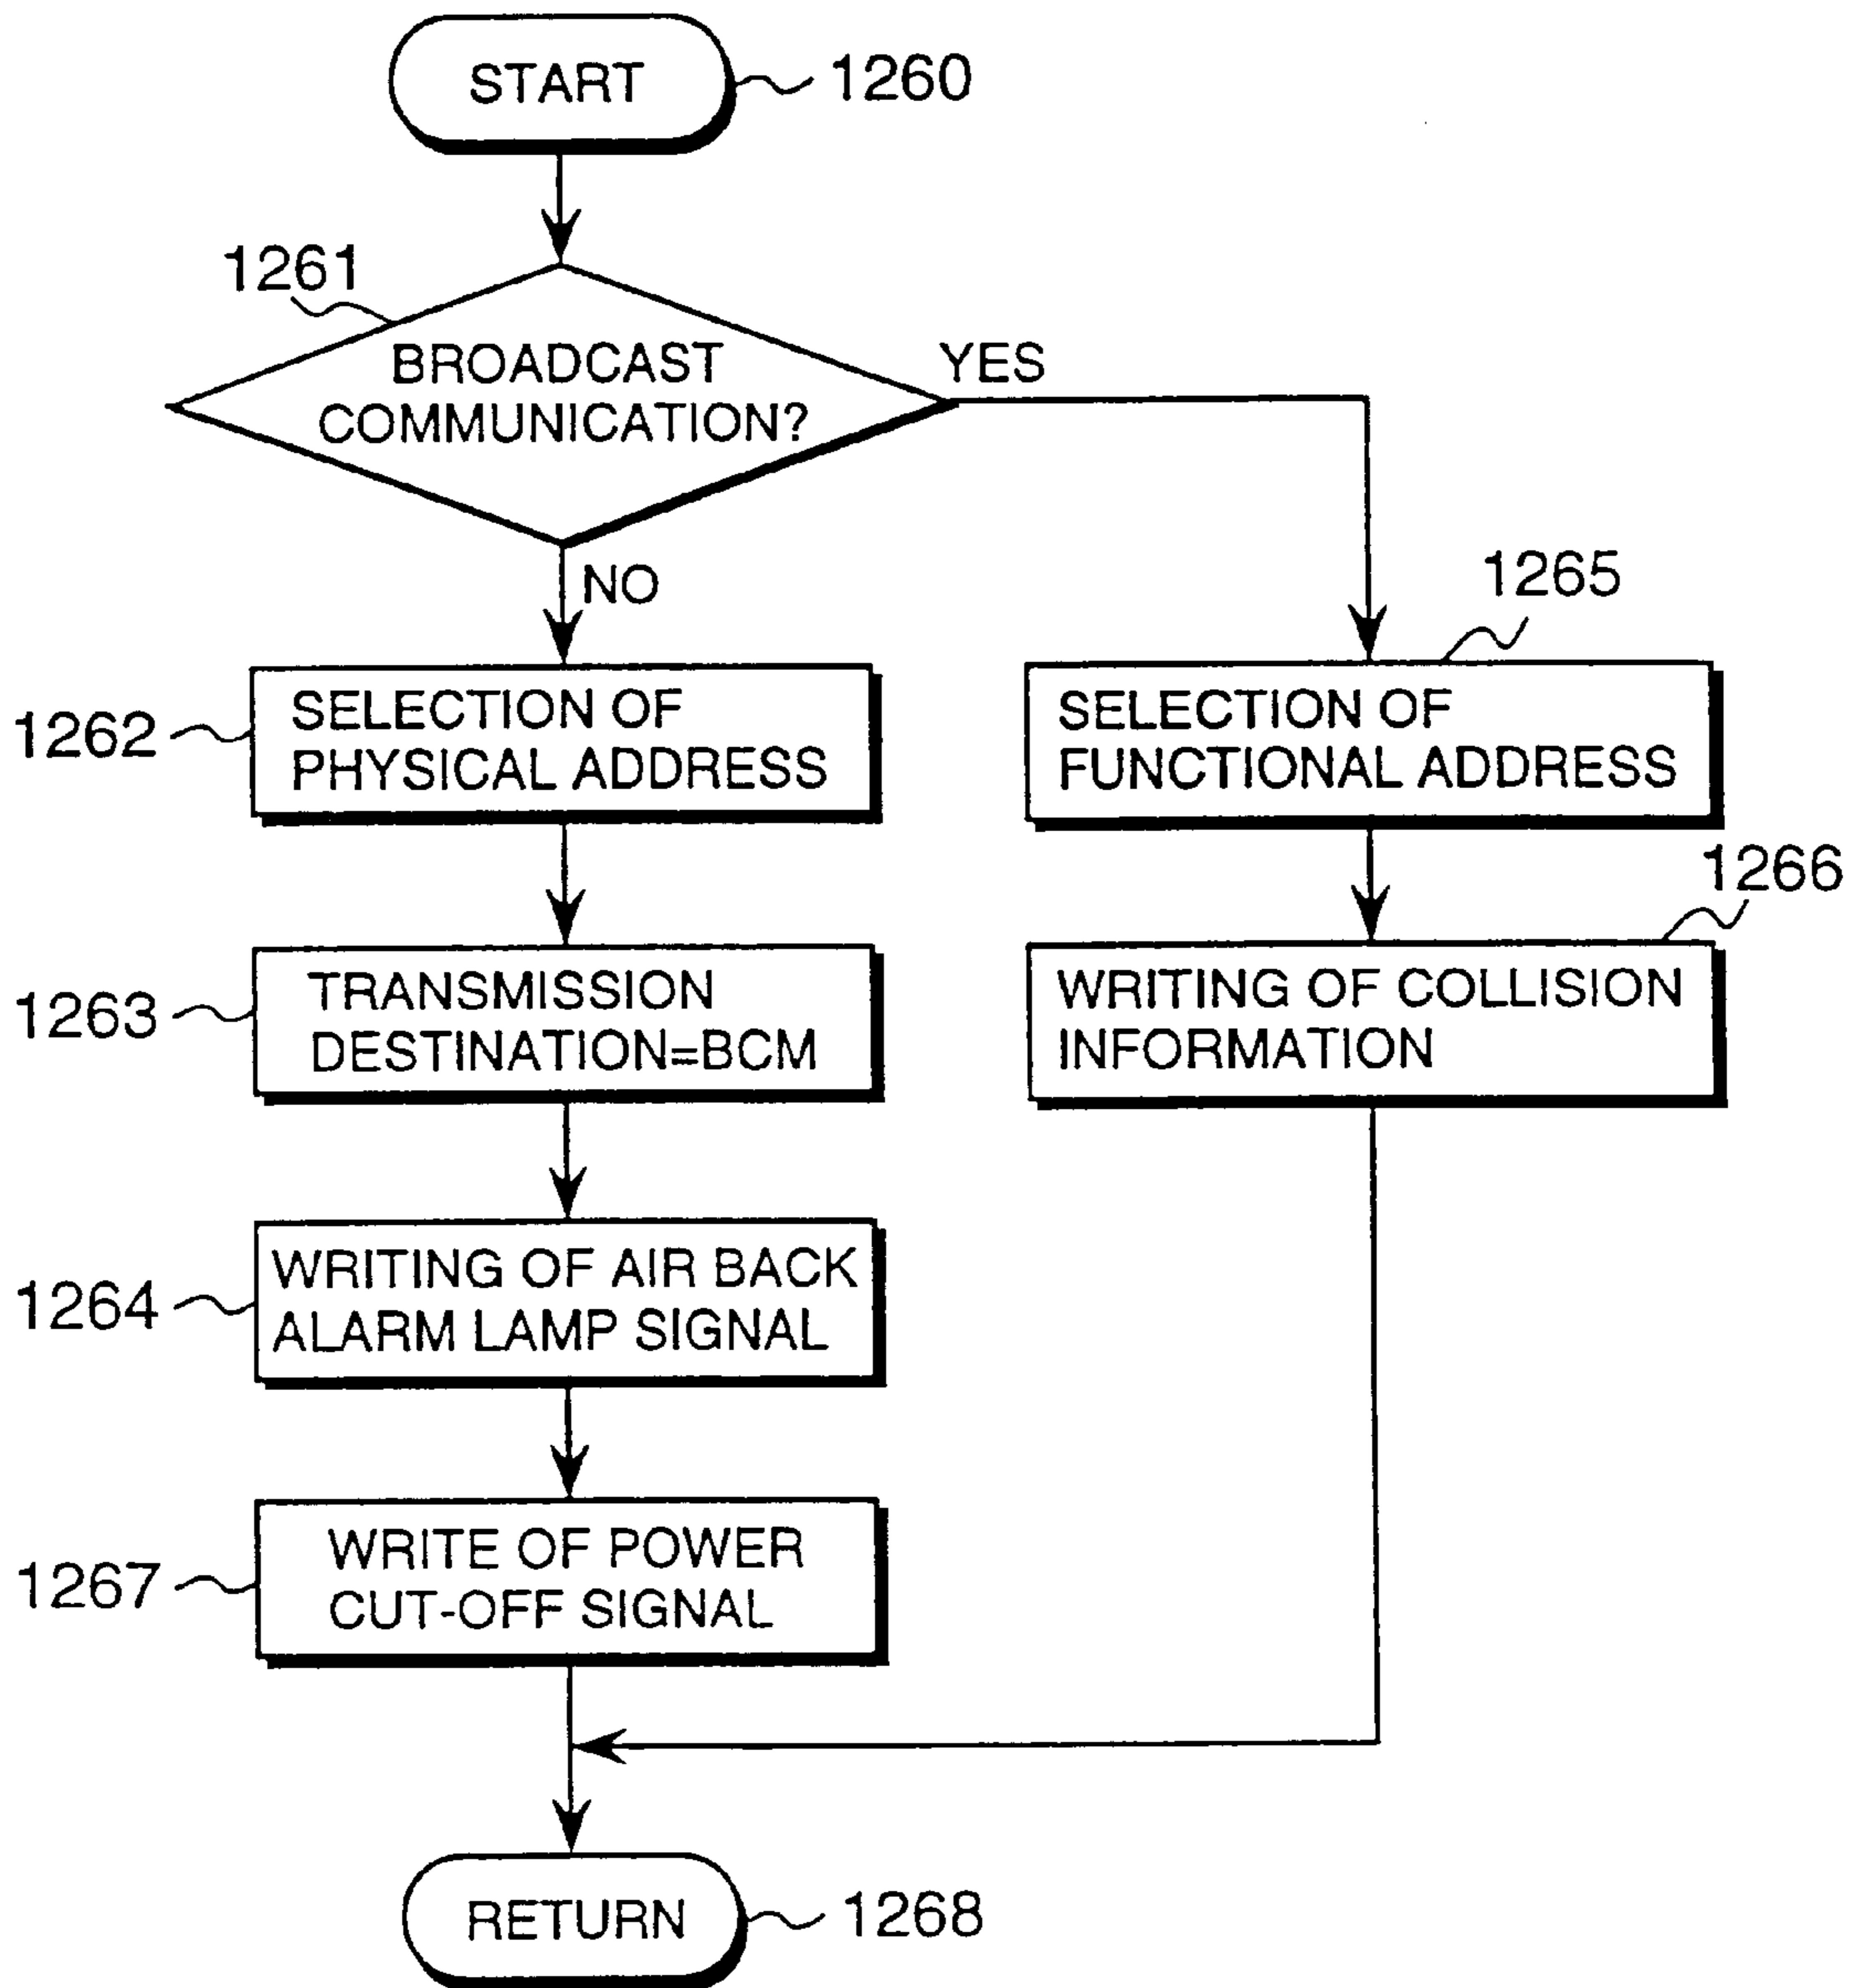 START
1260
1261
BROADCAST
COMMUNICATION?
YES
NO
1265
1262
SELECTION OF
PHYSICAL ADDRESS
SELECTION OF
FUNCTIONAL ADDRESS
1266
1263
TRANSMISSION
DESTINATION=BCM
WRITING OF COLLISION
INFORMATION
1264
WRITING OF AIR BACK
ALARM LAMP SIGNAL
1267
WRITE OF POWER
CUT-OFF SIGNAL
RETURN
1268